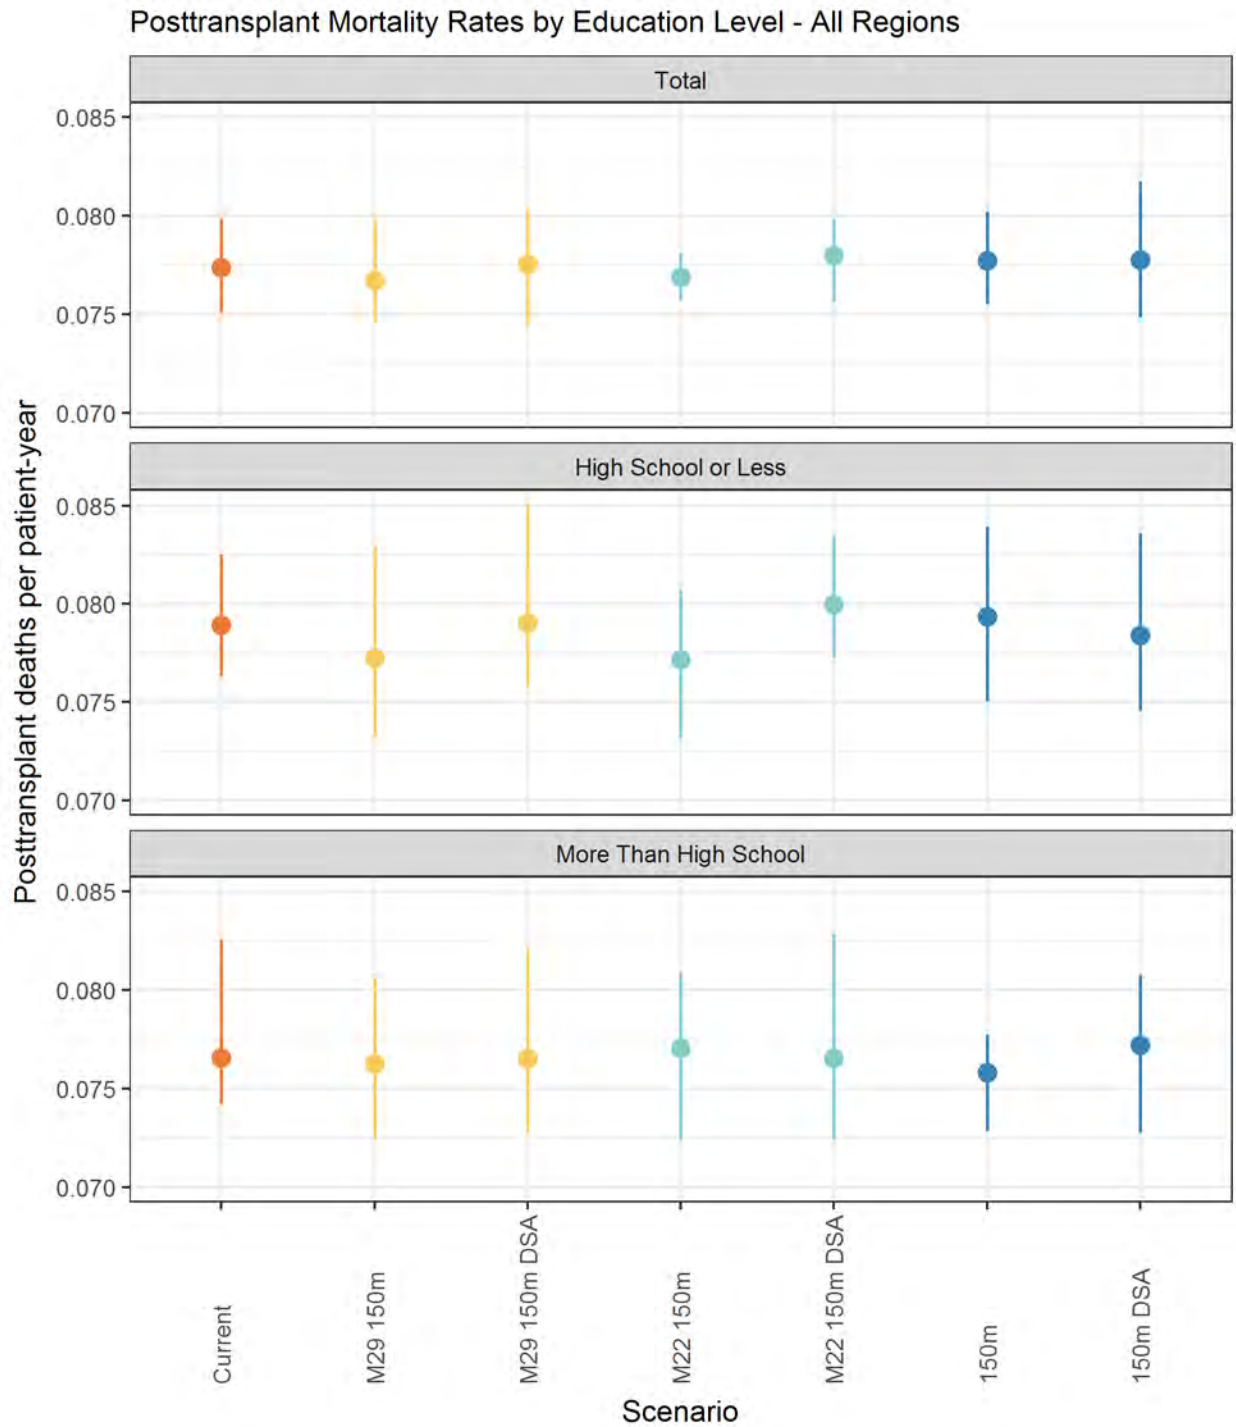 Posttransplant Mortality Rates by Education Level - All Regions
Total
0.085
0.080
0.075
0.070
High School or Less
0.085
0.080
0.075
0.070
More Than High School
0.085
0.080
0.075
0.070
Posttransplant deaths per patient-year
Current
M29 150m
M29 150m DSA
M22 150m
M22 150m DSA
150m
150m DSA
Scenario